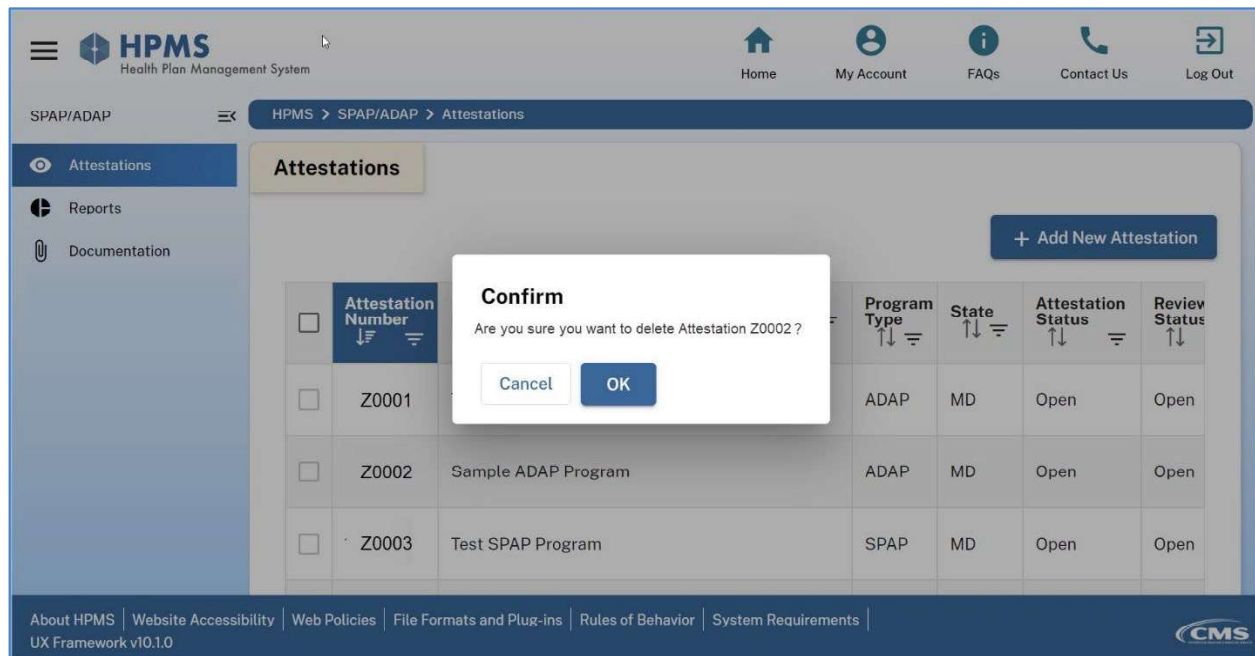 HPMS
Health Plan Management System
Home
My Account
FAQs
Contact Us
Log Out
SPAP/ADAP
HPMS > SPAP/ADAP > Attestations
Attestations
Reports
Documentation
Attestations
+ Add New Attestation
Attestation
Number
Program
Type
State
Attestation
Status
Review
Status
Confirm
Are you sure you want to delete Attestation Z0002 ?
Cancel
OK
Z0001 ADAP MD Open Open
Z0002 Sample ADAP Program ADAP MD Open Open
Z0003 Test SPAP Program SPAP MD Open Open
About HPMS | Website Accessibility | Web Policies | File Formats and Plug-ins | Rules of Behavior | System Requirements |
UX Framework v10.1.0
CMS